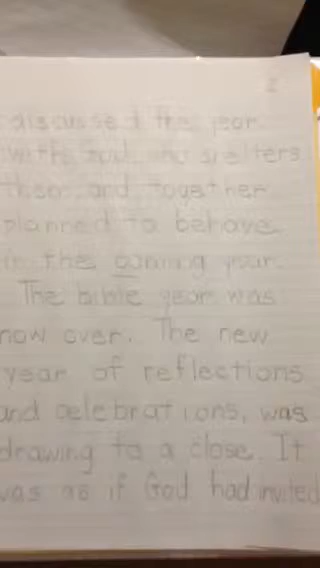 2
discussed the year
with God who shelters
them and together
planned to behave
in the coming year.
The bible year was
now over. The new
year of reflections
and celebrations, was
drawing to a close. It
was as if God had invited